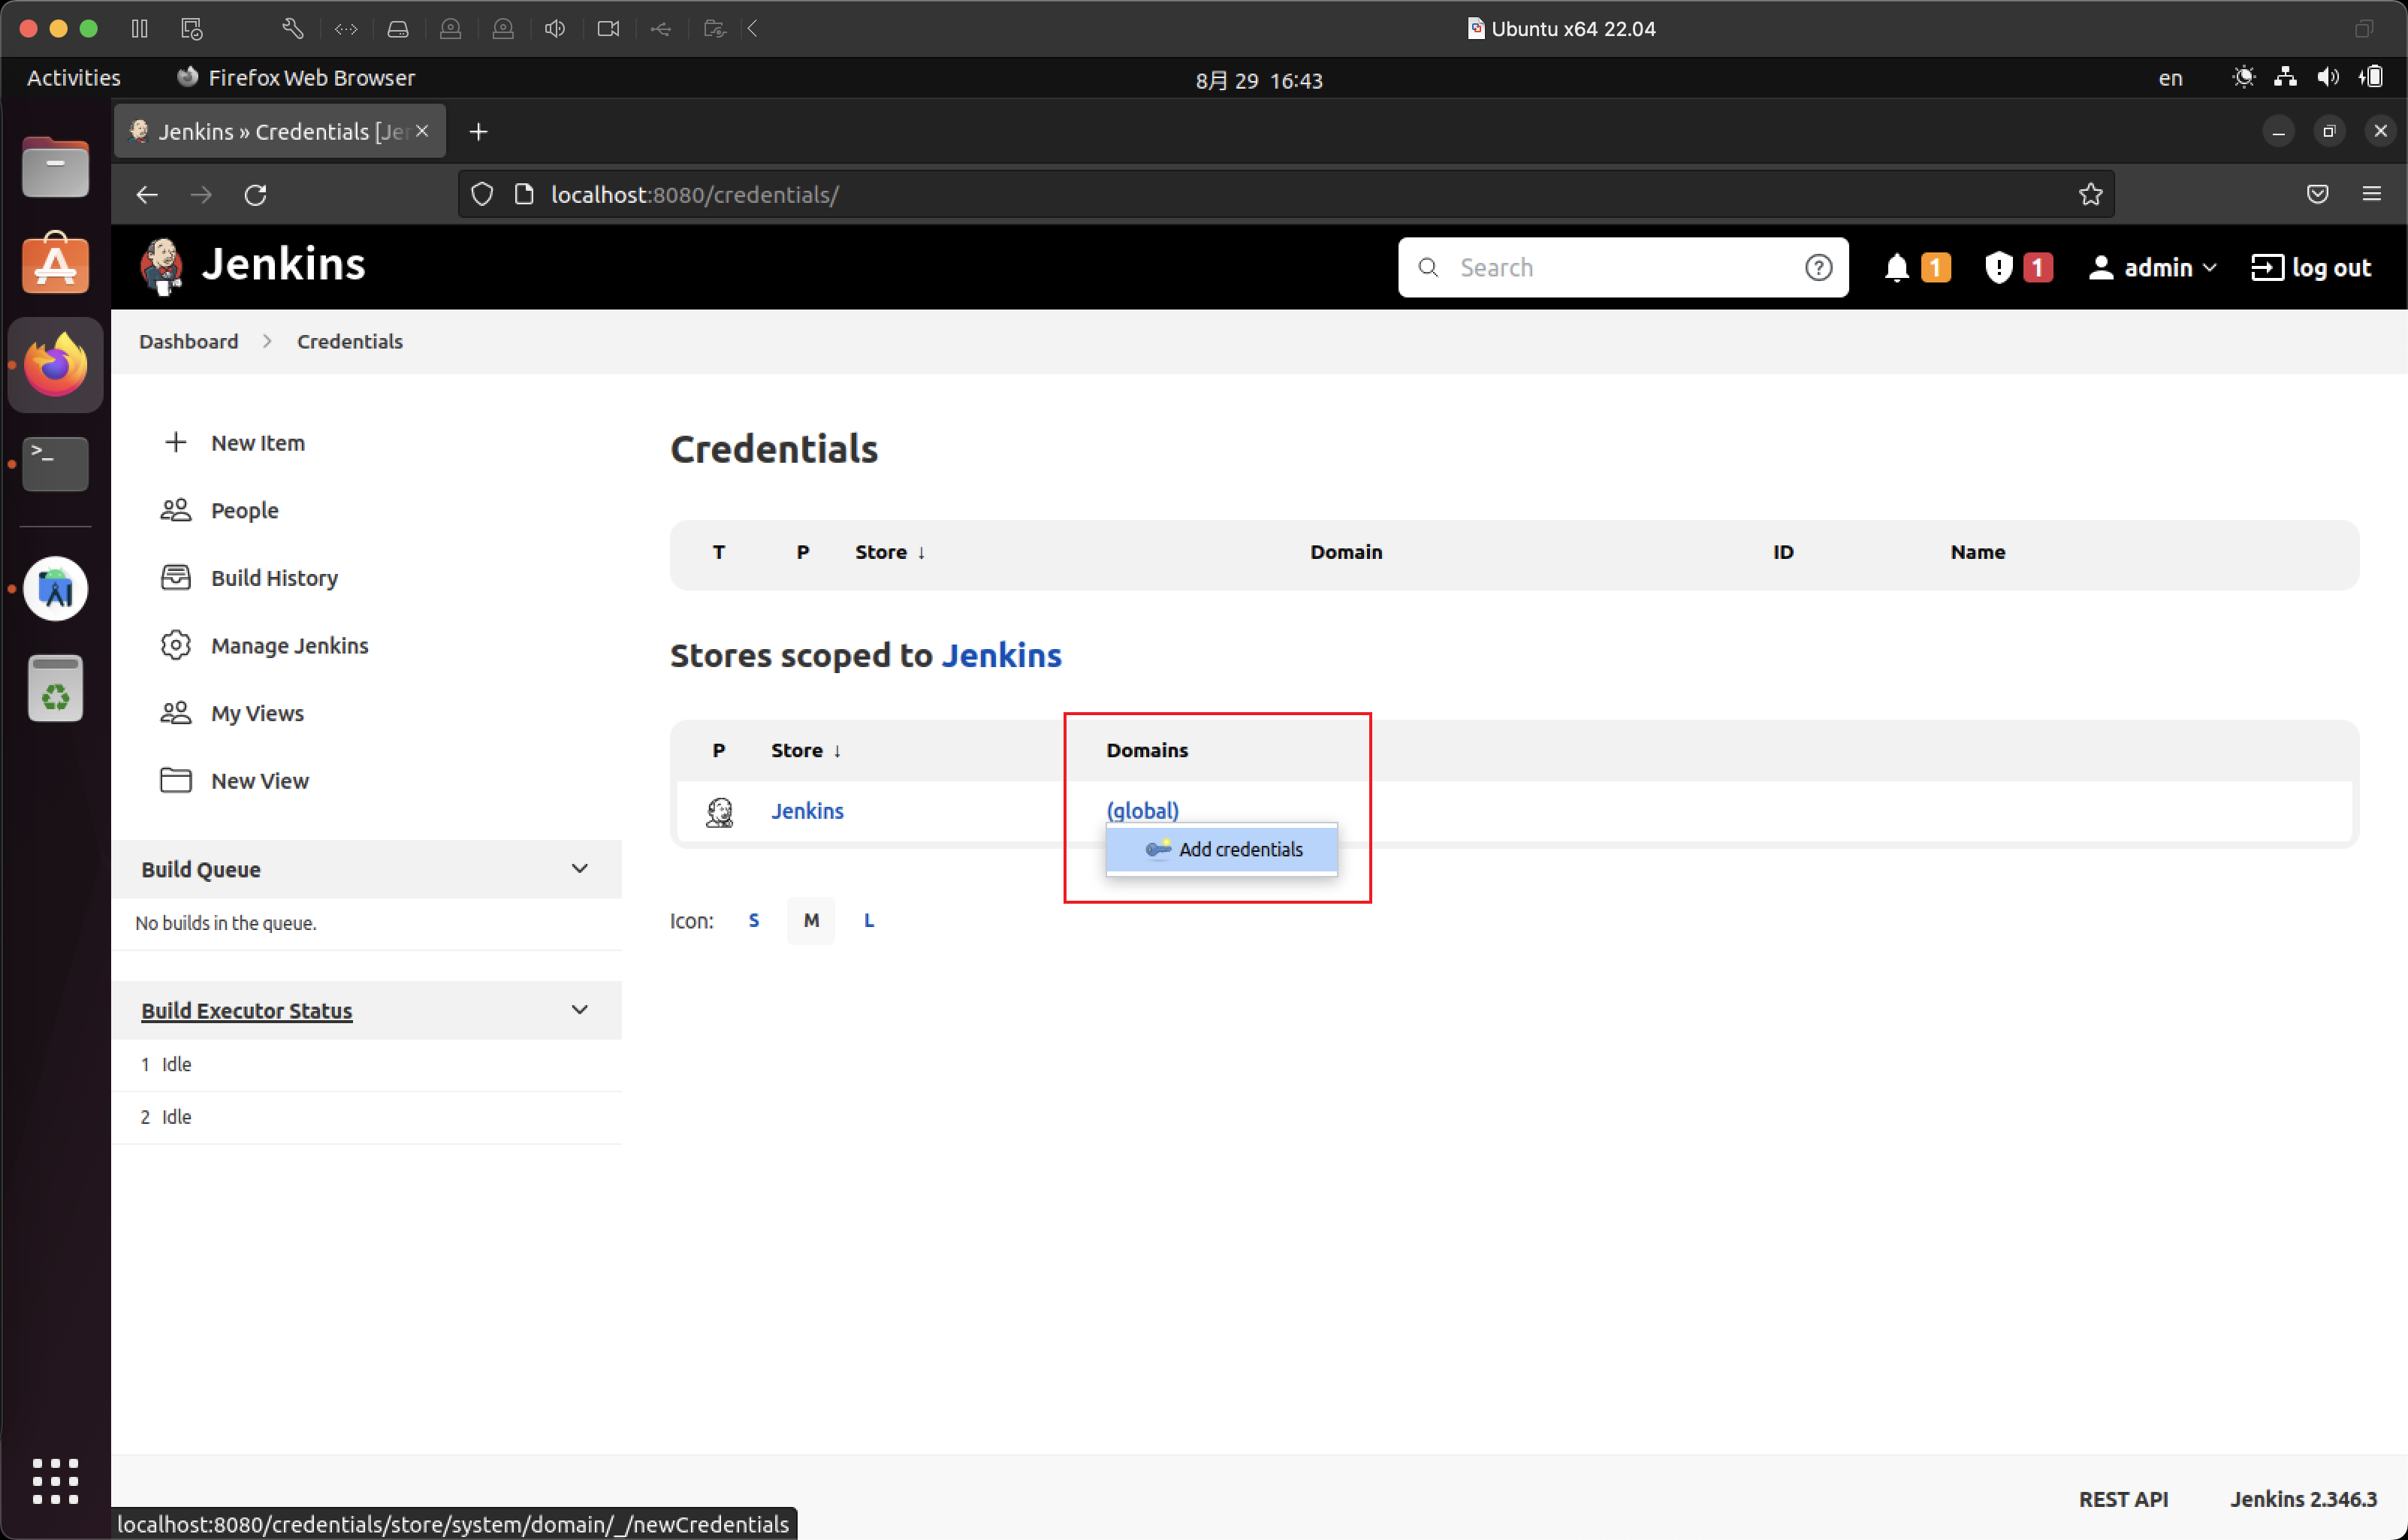 Ubuntu x64 22.04
Activities
Firefox Web Browser
8月 29 16:43
en
Jenkins » Credentials [Jer
localhost:8080/credentials/
Jenkins
Search
1
1
admin
log out
Dashboard
Credentials
New Item
People
Build History
Manage Jenkins
My Views
New View
Build Queue
No builds in the queue.
Build Executor Status
1 Idle
2 Idle
Credentials
T P Store ↓ Domain ID Name
Stores scoped to Jenkins
P Store ↓ Domains
Jenkins (global)
Add credentials
Icon: S M L
REST API Jenkins 2.346.3
localhost:8080/credentials/store/system/domain/_/newCredentials